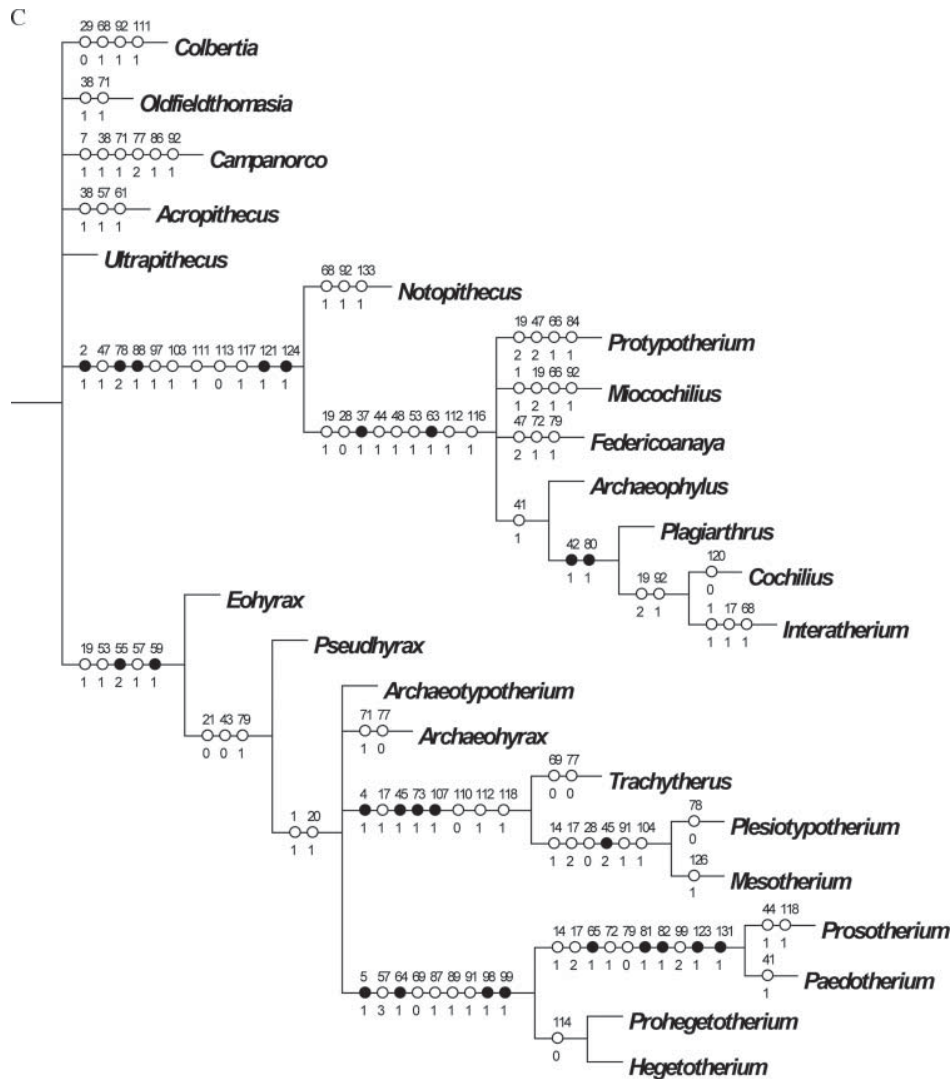 C
29 68 92 111
0 1 1 1
Colbertia
38 71
1 1
Oldfieldthomasia
7 38 71 77 86 92
1 1 1 2 1 1
Campanorco
38 57 61
1 1 1
Acropithecus
Ultrapithecus
2 47 78 88 97 103 111 113 117 121 124
1 1 2 1 1 1 1 0 1 1 1
68 92 133
1 1 1
Notopithecus
19 28 37 44 48 53 63 112 116
1 0 1 1 1 1 1 1 1
19 47 66 84
2 2 1 1
Protypotherium
1 19 66 92
1 2 1 1
Miocochilius
47 72 79
2 1 1
Federicoanaya
41
1
Archaeophylus
42 80
1 1
Plagiarthrus
19 92
2 1
120
0
Cochilius
1 17 68
1 1 1
Interatherium
19 53 55 57 59
1 1 2 1 1
Eohyrax
21 43 79
0 0 1
Pseudhyrax
1 20
1 1
Archaeotypotherium
71 77
1 0
Archaeohyrax
4 17 45 73 107 110 112 118
1 1 1 1 1 0 1 1
69 77
0 0
Trachytherus
14 17 28 45 91 104
1 2 0 2 1 1
78
0
Plesiotypotherium
126
1
Mesotherium
5 57 64 69 87 89 91 98 99
1 3 1 0 1 1 1 1 1
14 17 65 72 79 81 82 99 123 131
1 2 1 1 0 1 1 2 1 1
44 118
1 1
Prosotherium
41
1
Paedotherium
114
0
Prohegetotherium
Hegetotherium